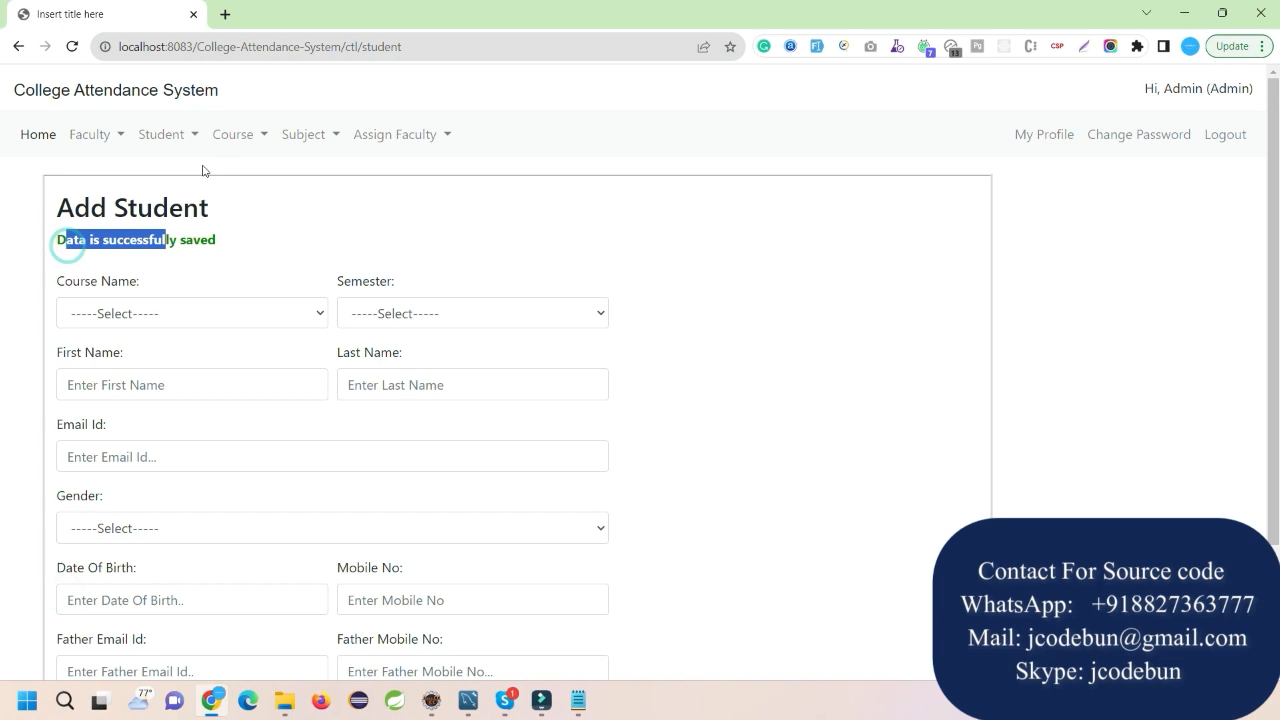 Insert title here
localhost:8083/College-Attendance-System/ctl/student
CSP
7
13
Update
College Attendance System
Hi, Admin (Admin)
Home Faculty Student Course Subject Assign Faculty My Profile Change Password Logout
Add Student
Data is successfully saved
Course Name: Semester:
-----Select----- -----Select-----
First Name: Last Name:
Enter First Name Enter Last Name
Email Id:
Enter Email Id...
Gender:
-----Select-----
Date Of Birth: Mobile No:
Enter Date Of Birth.. Enter Mobile No
Father Email Id: Father Mobile No:
Enter Father Email Id.. Enter Father Mobile No...
Contact For Source code
WhatsApp: +918827363777
Mail: jcodebun@gmail.com
Skype: jcodebun
77°
1